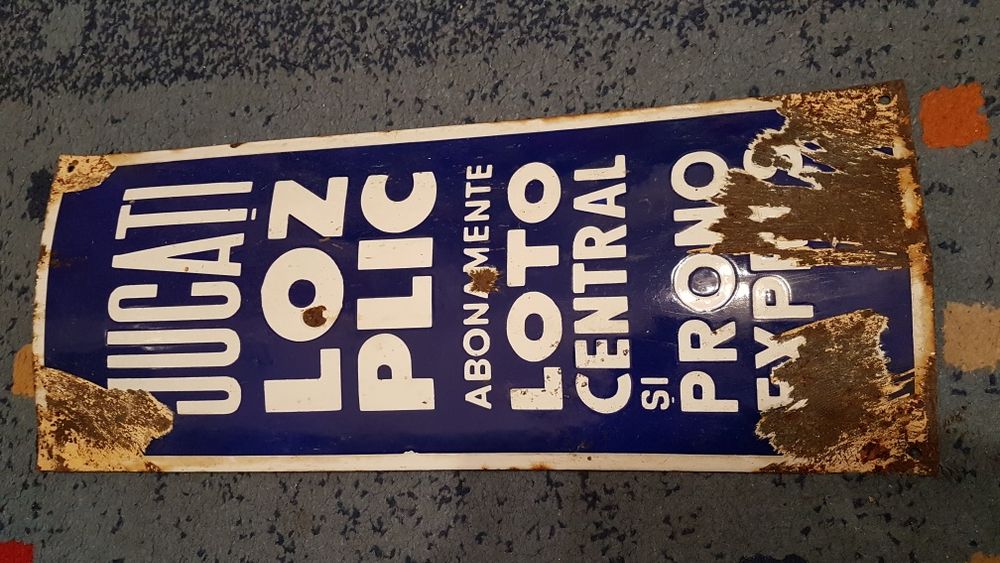 JUCAȚI
LOZ
PLIC
ABONAMENTE
LOTO
CENTRAL
ȘI
PRONO